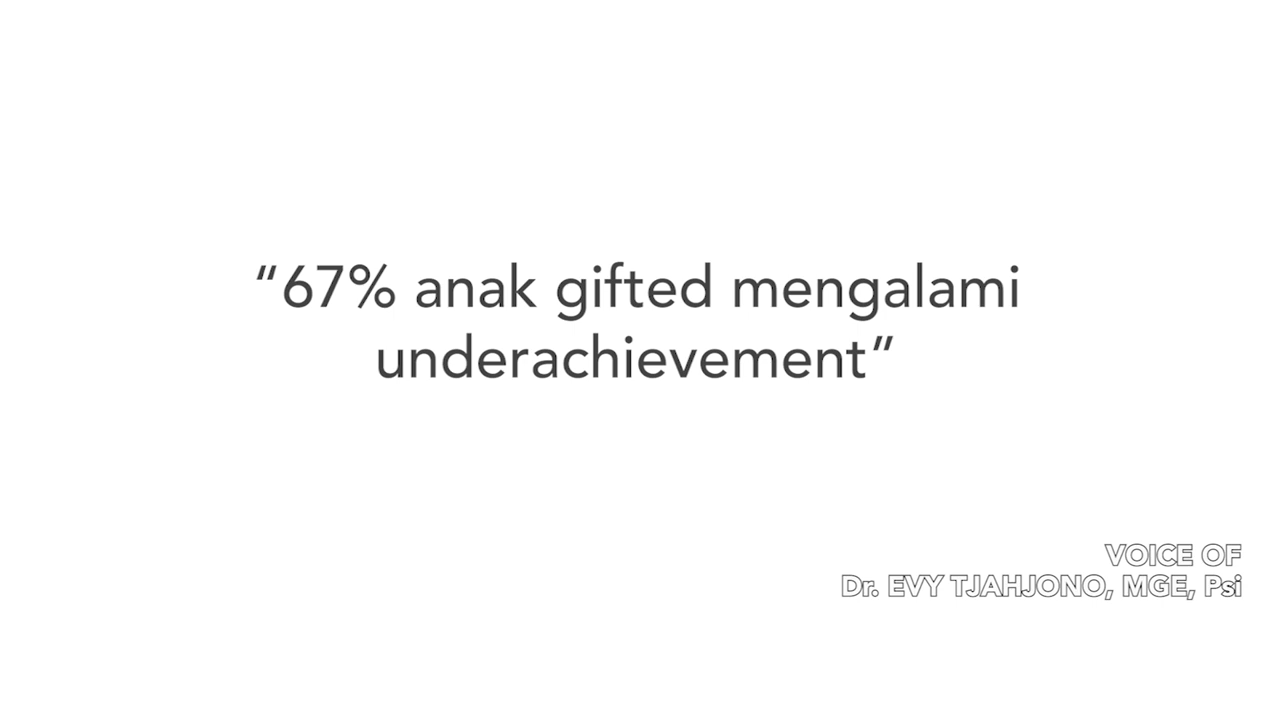 “67% anak gifted mengalami
underachievement”
VOICE OF
Dr. EVY TJAHJONO, MGE, Psi